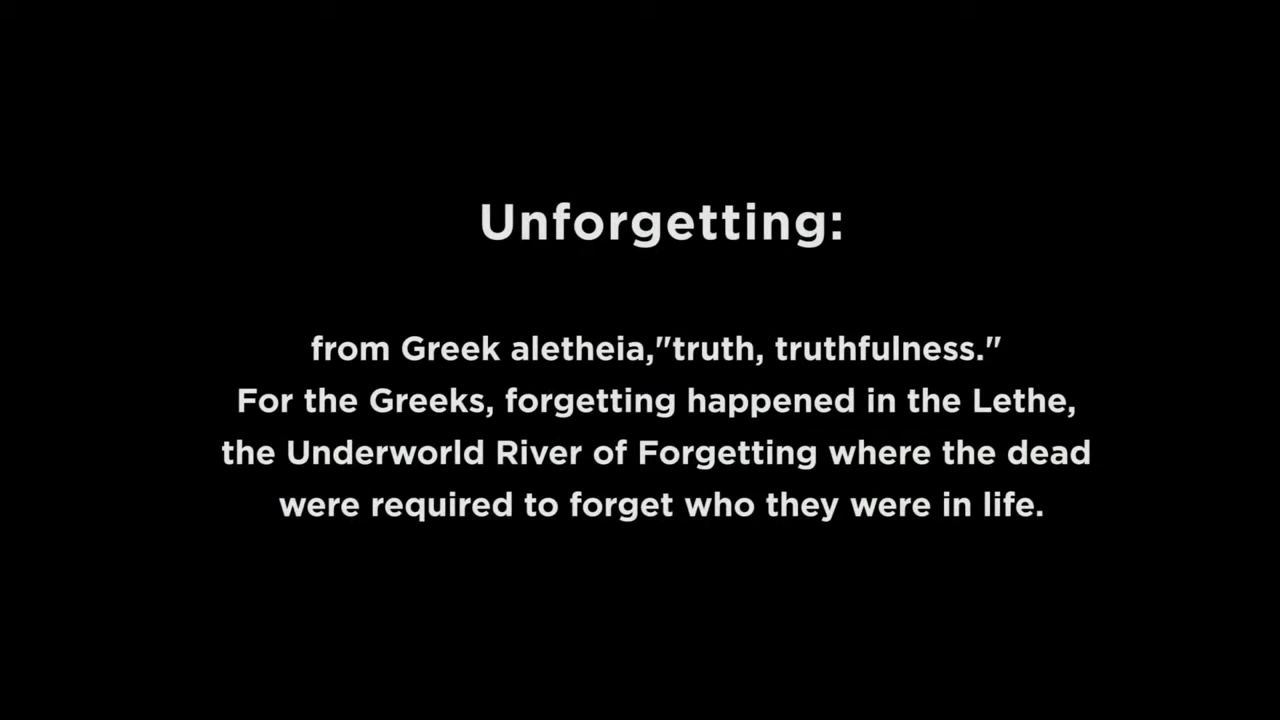 Unforgetting:
from Greek aletheia,"truth, truthfulness."
For the Greeks, forgetting happened in the Lethe,
the Underworld River of Forgetting where the dead
were required to forget who they were in life.